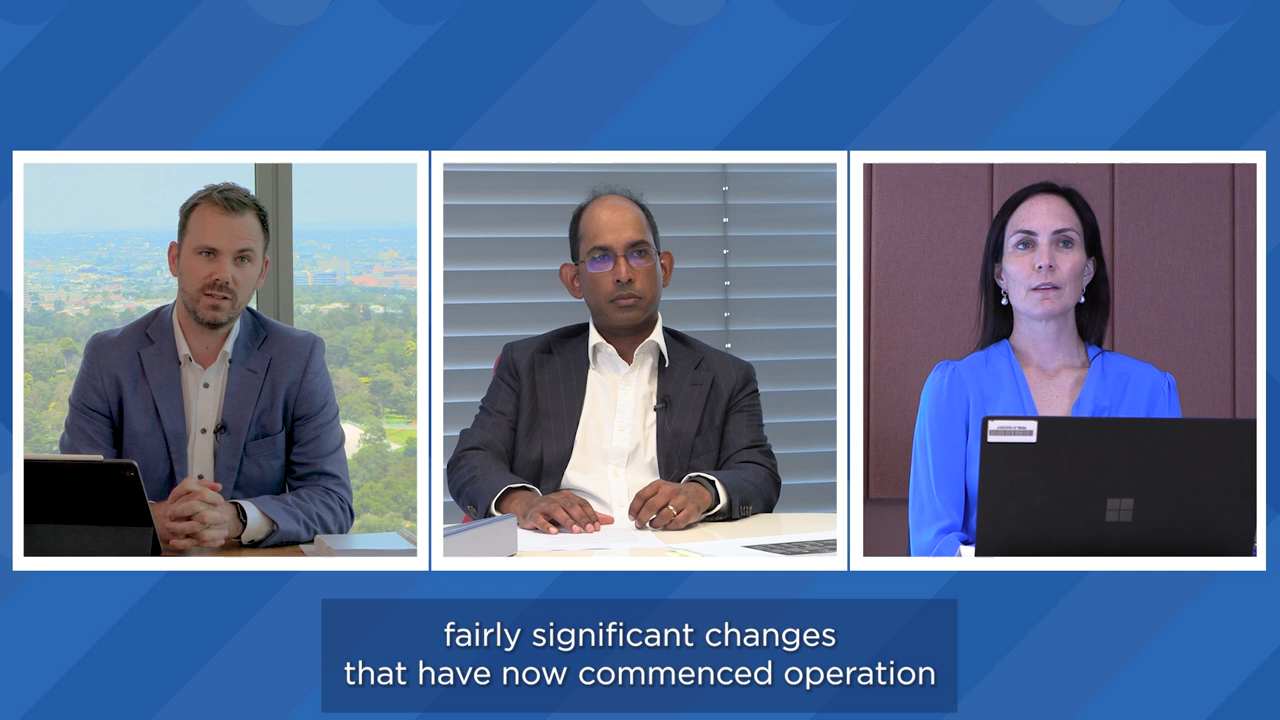 fairly significant changes
that have now commenced operation